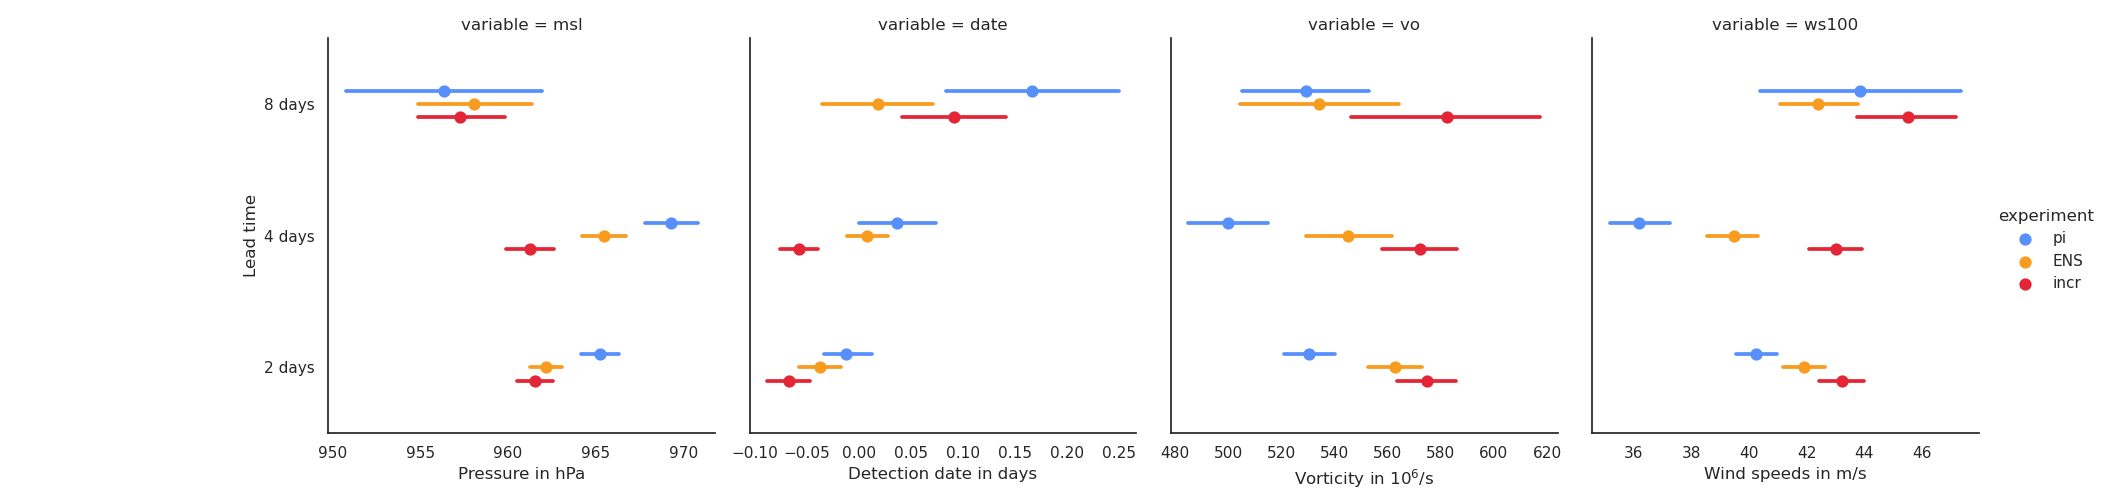 variable = msl
variable = date
variable = vo
variable = ws100
8 days
4 days
2 days
Lead time
950 955 960 965 970
Pressure in hPa
−0.10 −0.05 0.00 0.05 0.10 0.15 0.20 0.25
Detection date in days
480 500 520 540 560 580 600 620
Vorticity in 10⁶/s
36 38 40 42 44 46
Wind speeds in m/s
experiment
pi
ENS
incr